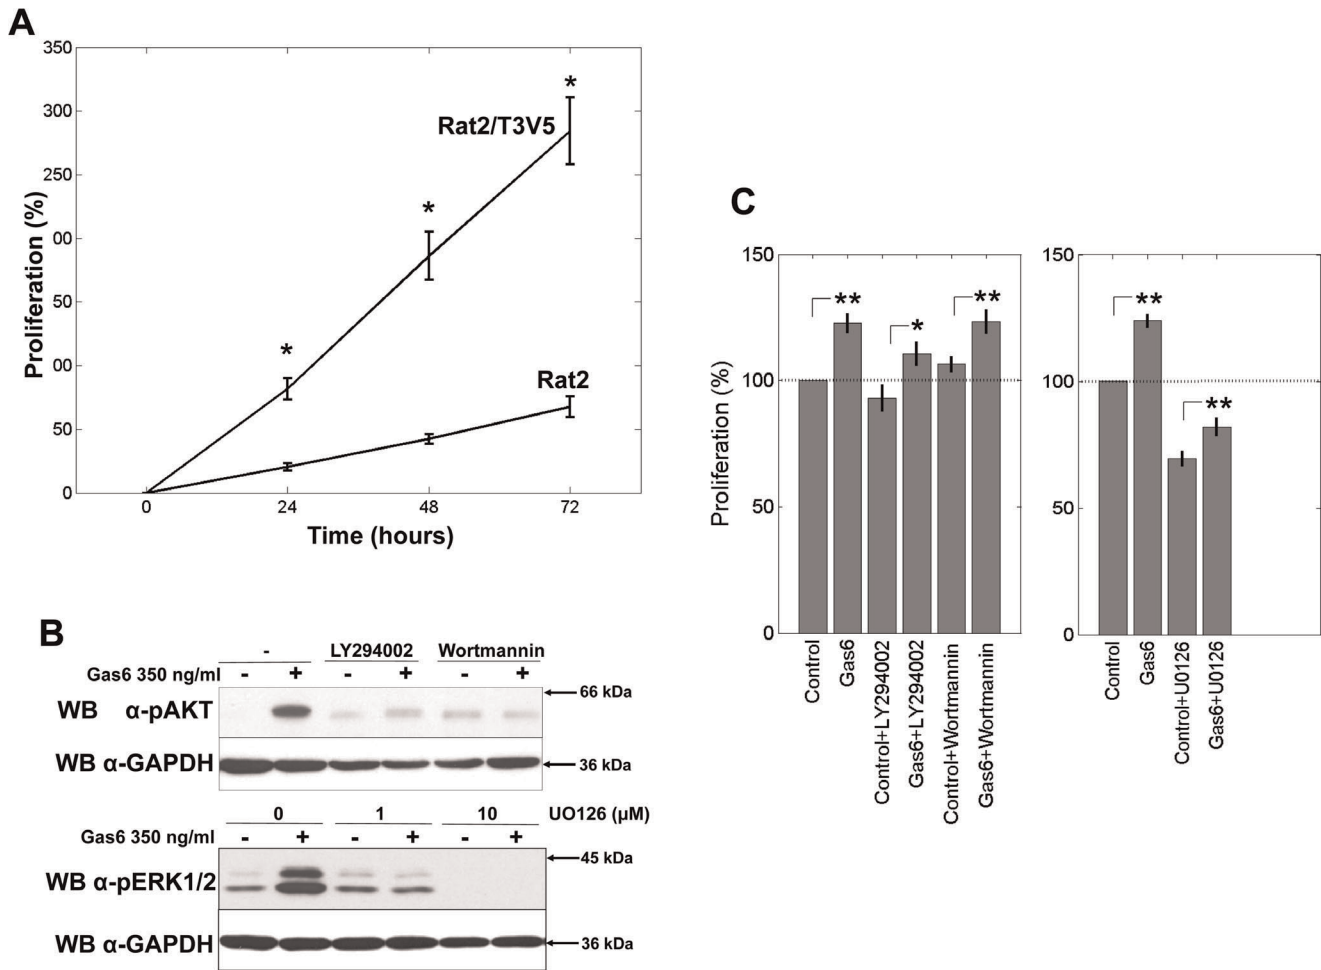 A
350
300
250
00
50
00
50
0
Proliferation (%)
*
*
*
Rat2/T3V5
Rat2
0 24 48 72
Time (hours)
B
- LY294002 Wortmannin
Gas6 350 ng/ml - + - + - +
66 kDa
WB α-pAKT
WB α-GAPDH
36 kDa
0 1 10 UO126 (µM)
Gas6 350 ng/ml - + - + - +
45 kDa
WB α-pERK1/2
WB α-GAPDH
36 kDa
C
150
100
50
0
Proliferation (%)
** * **
Control
Gas6
Control+LY294002
Gas6+LY294002
Control+Wortmannin
Gas6+Wortmannin
150
100
50
0
** **
Control
Gas6
Control+U0126
Gas6+U0126